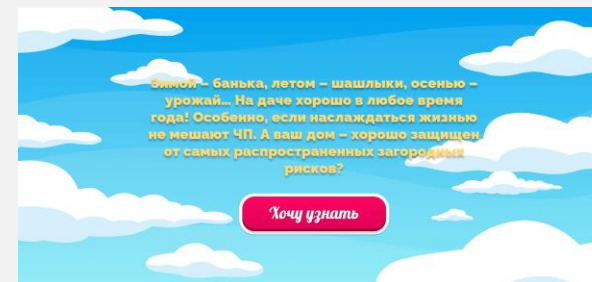 Зимой – банька, летом – шашлыки, осенью –
урожай... На даче хорошо в любое время
года! Особенно, если наслаждаться жизнью
не мешают ЧП. А ваш дом – хорошо защищен
от самых распространенных загородных
рисков?
Хочу узнать